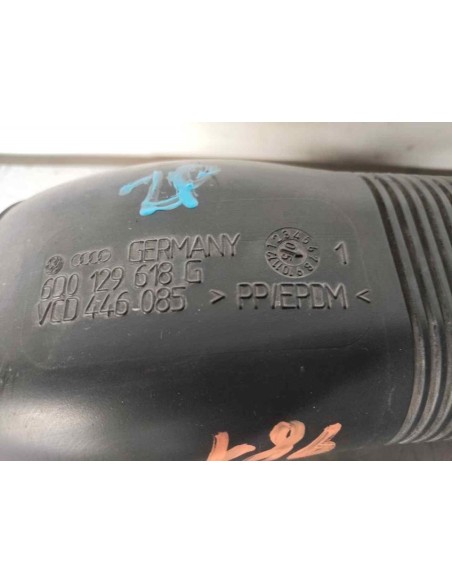 GERMANY
6Q0 129 618 G
VCD 446-085 > PP/EPDM <
1